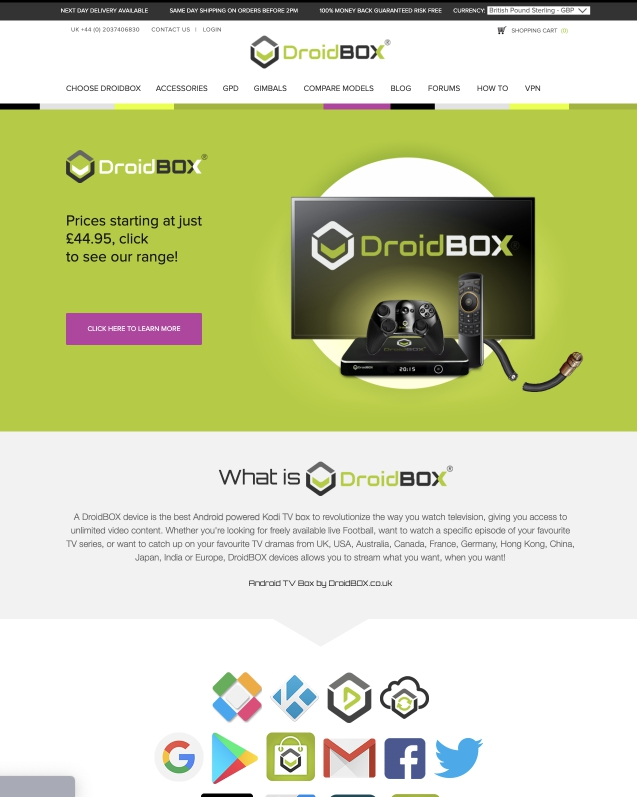 NEXT DAY DELIVERY AVAILABLE SAME DAY SHIPPING ON ORDERS BEFORE 2PM 100% MONEY BACK GUARANTEED RISK FREE CURRENCY: British Pound Sterling - GBP
UK +44 (0) 2037406830 CONTACT US | LOGIN SHOPPING CART (0)
DroidBOX®
CHOOSE DROIDBOX ACCESSORIES GPD GIMBALS COMPARE MODELS BLOG FORUMS HOW TO VPN
DroidBOX®
Prices starting at just
£44.95, click
to see our range!
CLICK HERE TO LEARN MORE
DroidBOX
DroidBOX
DroidBOX 20:15
What is DroidBOX®
A DroidBOX device is the best Android powered Kodi TV box to revolutionize the way you watch television, giving you access to
unlimited video content. Whether you're looking for freely available live Football, want to watch a specific episode of your favourite
TV series, or want to catch up on your favourite TV dramas from UK, USA, Australia, Canada, France, Germany, Hong Kong, China,
Japan, India or Europe, DroidBOX devices allows you to stream what you want, when you want!
Android TV Box by DroidBOX.co.uk